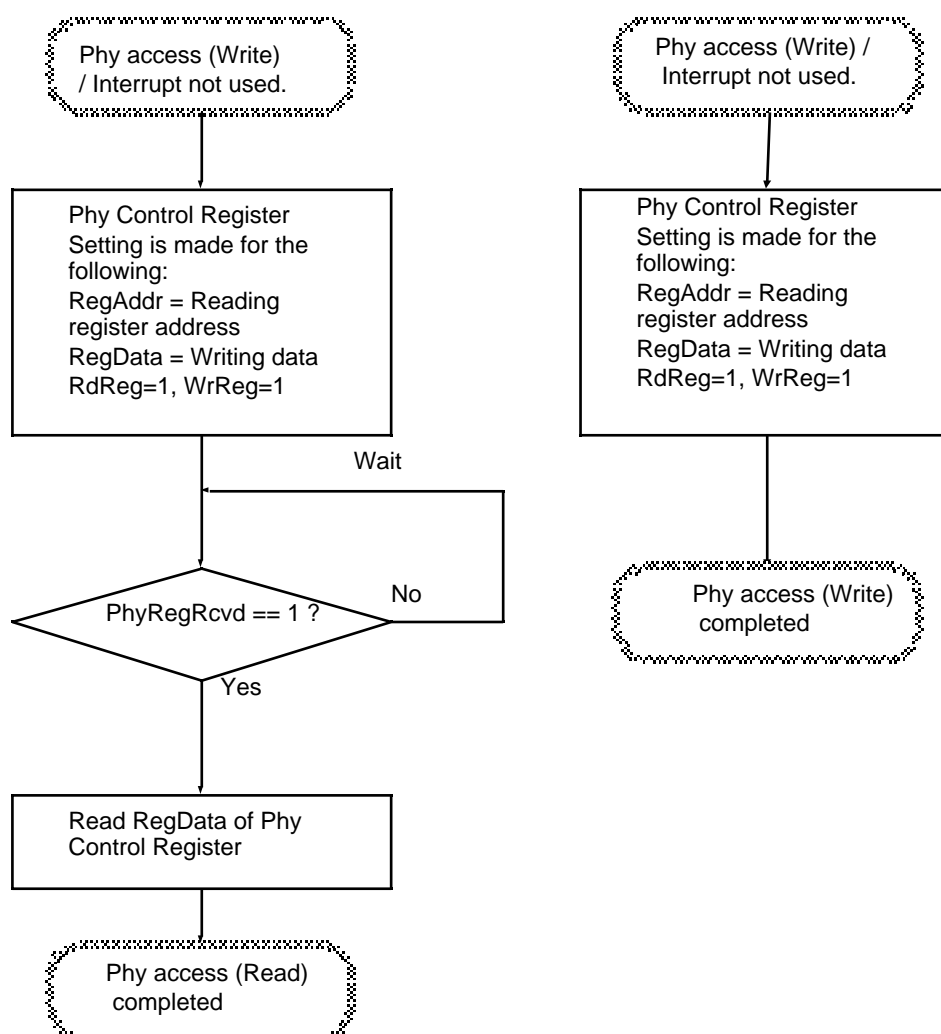 Phy access (Write)
/ Interrupt not used.
Phy Control Register
Setting is made for the
following:
RegAddr = Reading
register address
RegData = Writing data
RdReg=1, WrReg=1
Wait
PhyRegRcvd == 1 ?
No
Yes
Read RegData of Phy
Control Register
Phy access (Read)
completed
Phy access (Write) /
Interrupt not used.
Phy Control Register
Setting is made for the
following:
RegAddr = Reading
register address
RegData = Writing data
RdReg=1, WrReg=1
Phy access (Write)
completed